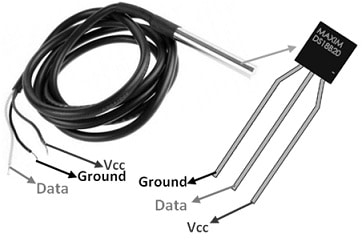 MAXIM
DS18B20
Vcc
Ground
Data
Ground
Data
Vcc